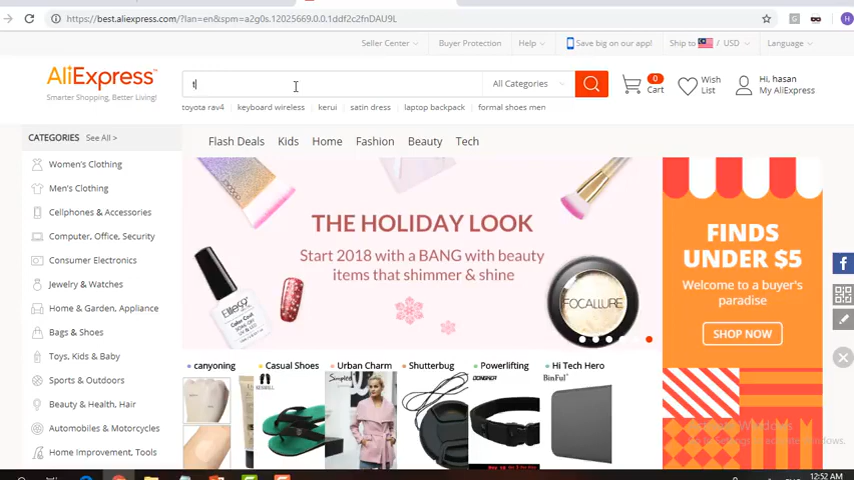 https://best.aliexpress.com/?lan=en&spm=a2g0s.12025669.0.0.1ddf2c2fnDAU9L
Seller Center
Buyer Protection
Help
Save big on our app!
Ship to / USD
Language
AliExpress™
Smarter Shopping, Better Living!
t
All Categories
0
Cart
Wish
List
Hi, hasan
My AliExpress
toyota rav4
keyboard wireless
kerui
satin dress
laptop backpack
formal shoes men
CATEGORIES See All >
Flash Deals
Kids
Home
Fashion
Beauty
Tech
Women's Clothing
Men's Clothing
Cellphones & Accessories
Computer, Office, Security
Consumer Electronics
Jewelry & Watches
Home & Garden, Appliance
Bags & Shoes
Toys, Kids & Baby
Sports & Outdoors
Beauty & Health, Hair
Automobiles & Motorcycles
Home Improvement, Tools
THE HOLIDAY LOOK
Start 2018 with a BANG with beauty
items that shimmer & shine
FOCALLURE
FINDS
UNDER $5
Welcome to a buyer's
paradise
SHOP NOW
canyoning
Casual Shoes
Urban Charm
Shutterbug
Powerlifting
Hi Tech Hero
BinFul
12:52 AM